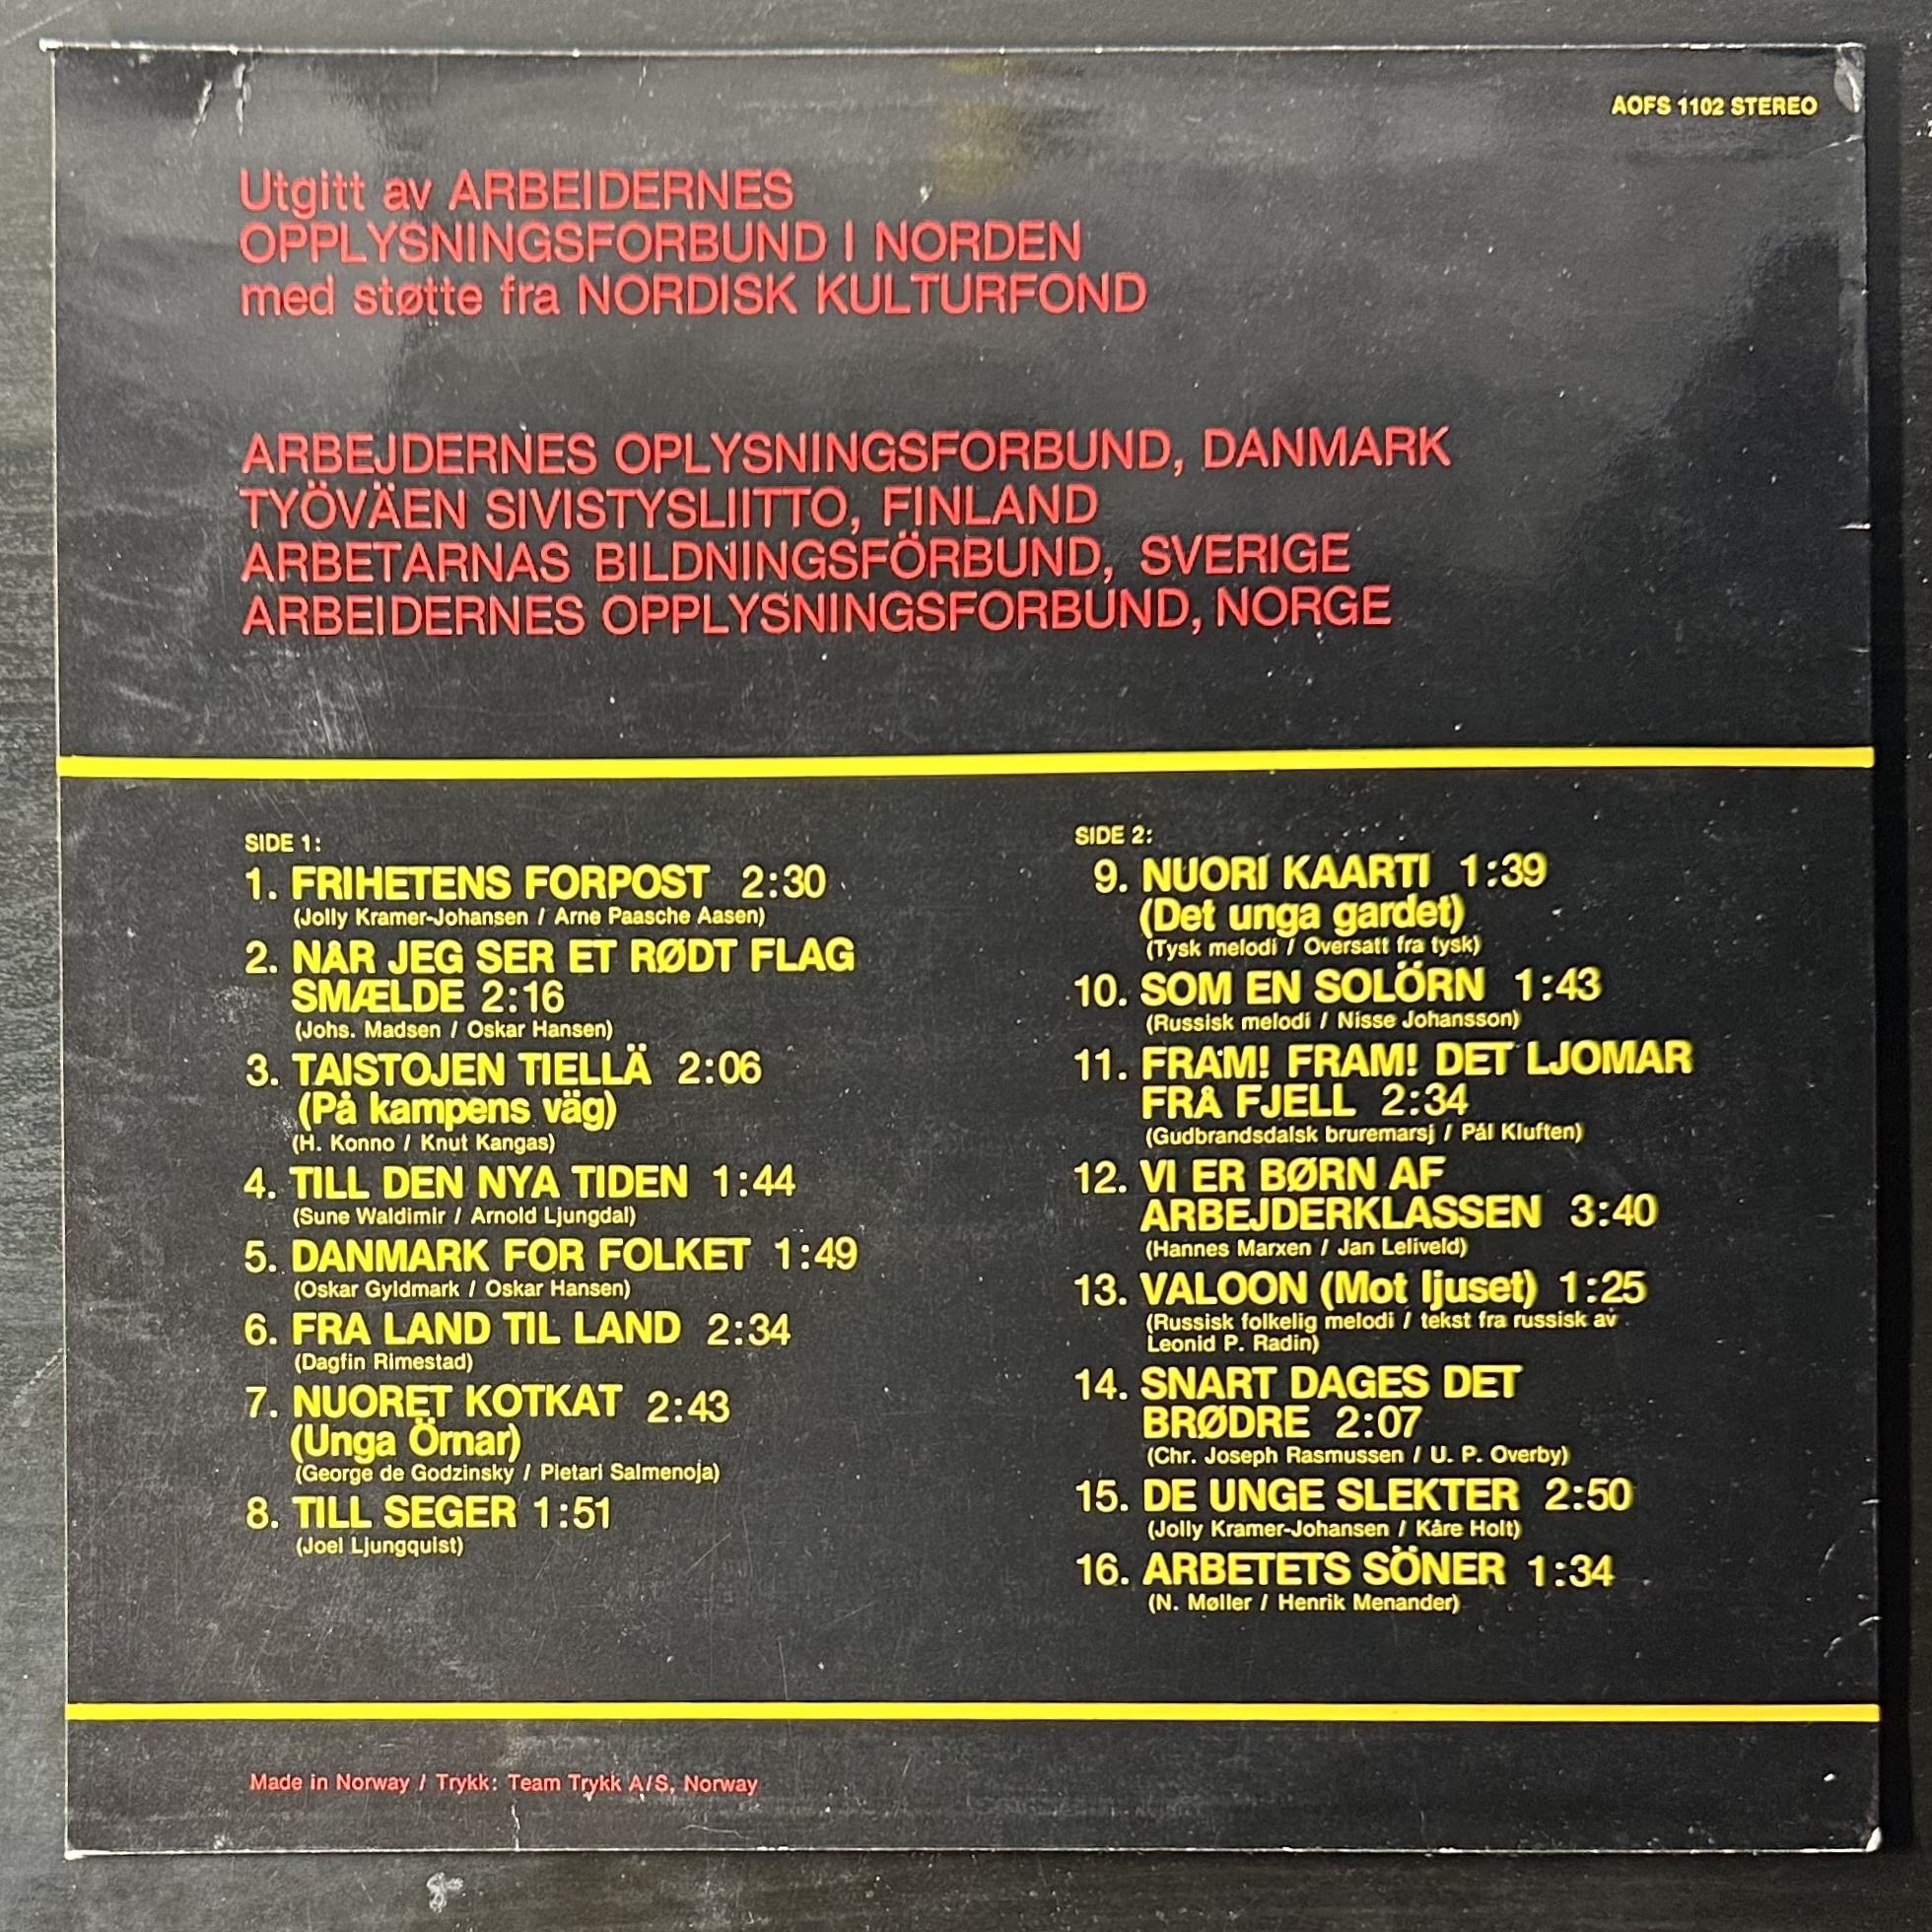 AOFS 1102 STEREO
Utgitt av ARBEIDERNES
OPPLYSNINGSFORBUND I NORDEN
med støtte fra NORDISK KULTURFOND
ARBEJDERNES OPLYSNINGSFORBUND, DANMARK
TYÖVÄEN SIVISTYSLIITTO, FINLAND
ARBETARNAS BILDNINGSFÖRBUND, SVERIGE
ARBEIDERNES OPPLYSNINGSFORBUND, NORGE
SIDE 1:
1. FRIHETENS FORPOST 2:30
(Jolly Kramer-Johansen / Arne Paasche Aasen)
2. NÅR JEG SER ET RØDT FLAG
SMÆLDE 2:16
(Johs. Madsen / Oskar Hansen)
3. TAISTOJEN TIELLÄ 2:06
(På kampens väg)
(H. Konno / Knut Kangas)
4. TILL DEN NYA TIDEN 1:44
(Sune Waldimir / Arnold Ljungdal)
5. DANMARK FOR FOLKET 1:49
(Oskar Gyldmark / Oskar Hansen)
6. FRA LAND TIL LAND 2:34
(Dagfin Rimestad)
7. NUORET KOTKAT 2:43
(Unga Örnar)
(George de Godzinsky / Pietari Salmenoja)
8. TILL SEGER 1:51
(Joel Ljungquist)
SIDE 2:
9. NUORI KAARTI 1:39
(Det unga gardet)
(Tysk melodi / Oversatt fra tysk)
10. SOM EN SOLÖRN 1:43
(Russisk melodi / Nisse Johansson)
11. FRAM! FRAM! DET LJOMAR
FRÅ FJELL 2:34
(Gudbrandsdalsk bruremarsj / Pål Kluften)
12. VI ER BØRN AF
ARBEJDERKLASSEN 3:40
(Hannes Marxen / Jan Leliveld)
13. VALOON (Mot ljuset) 1:25
(Russisk folkelig melodi / tekst fra russisk av
Leonid P. Radin)
14. SNART DAGES DET
BRØDRE 2:07
(Chr. Joseph Rasmussen / U. P. Overby)
15. DE UNGE SLEKTER 2:50
(Jolly Kramer-Johansen / Kåre Holt)
16. ARBETETS SÖNER 1:34
(N. Møller / Henrik Menander)
Made in Norway / Trykk: Team Trykk A/S, Norway